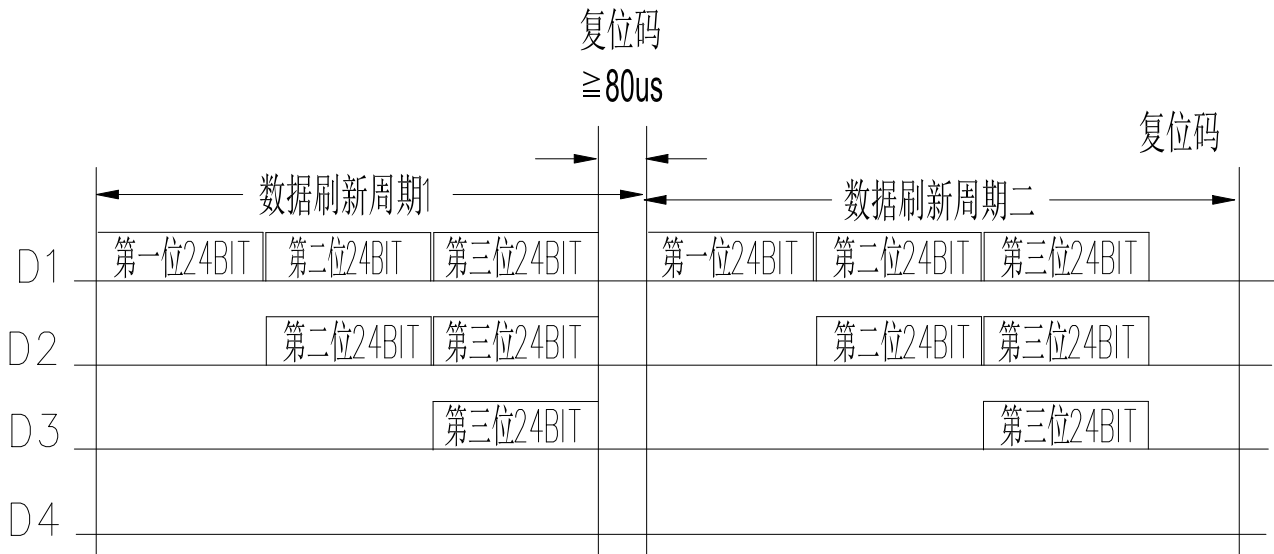 复位码
≧80us
复位码
数据刷新周期1
数据刷新周期二
D1 第一位24BIT 第二位24BIT 第三位24BIT 第一位24BIT 第二位24BIT 第三位24BIT
D2 第二位24BIT 第三位24BIT 第二位24BIT 第三位24BIT
D3 第三位24BIT 第三位24BIT
D4